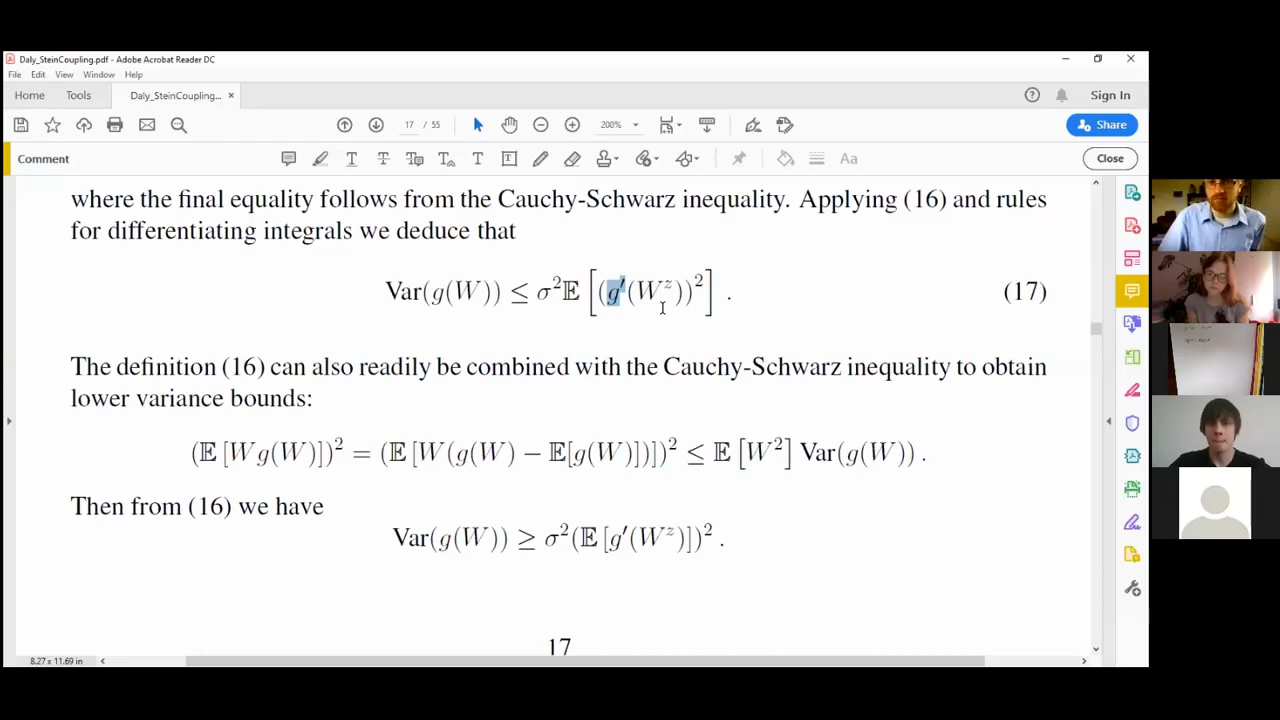 Daly_SteinCoupling.pdf - Adobe Acrobat Reader DC
File Edit View Window Help
Home Tools Daly_SteinCoupling... × Sign In
17 / 55 200% Share
Comment Aa Close
where the final equality follows from the Cauchy-Schwarz inequality. Applying (16) and rules
for differentiating integrals we deduce that
Var(g(W)) ≤ σ²𝔼[(g′(Wᶻ))²] . (17)
The definition (16) can also readily be combined with the Cauchy-Schwarz inequality to obtain
lower variance bounds:
(𝔼[Wg(W)])² = (𝔼[W(g(W) − 𝔼[g(W)])])² ≤ 𝔼[W²] Var(g(W)) .
Then from (16) we have
Var(g(W)) ≥ σ²(𝔼[g′(Wᶻ)])² .
17
8.27 x 11.69 in